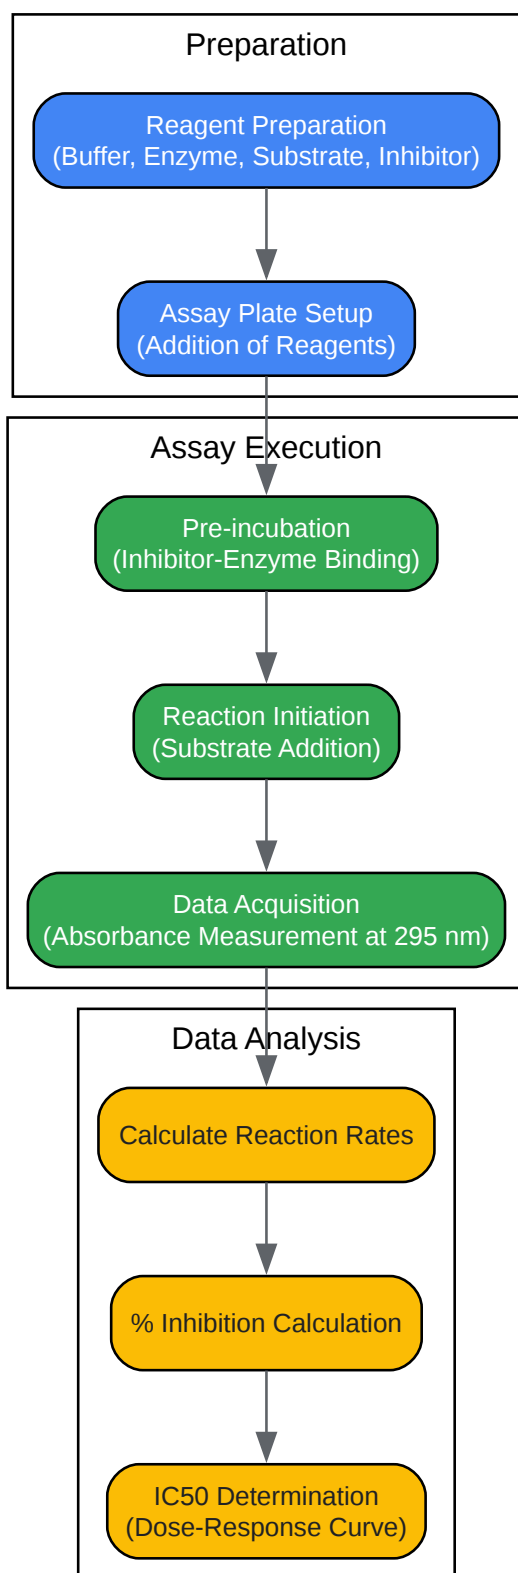 Preparation
Reagent Preparation
(Buffer, Enzyme, Substrate, Inhibitor)
Assay Plate Setup
(Addition of Reagents)
Assay Execution
Pre-incubation
(Inhibitor-Enzyme Binding)
Reaction Initiation
(Substrate Addition)
Data Acquisition
(Absorbance Measurement at 295 nm)
Data Analysis
Calculate Reaction Rates
% Inhibition Calculation
IC50 Determination
(Dose-Response Curve)